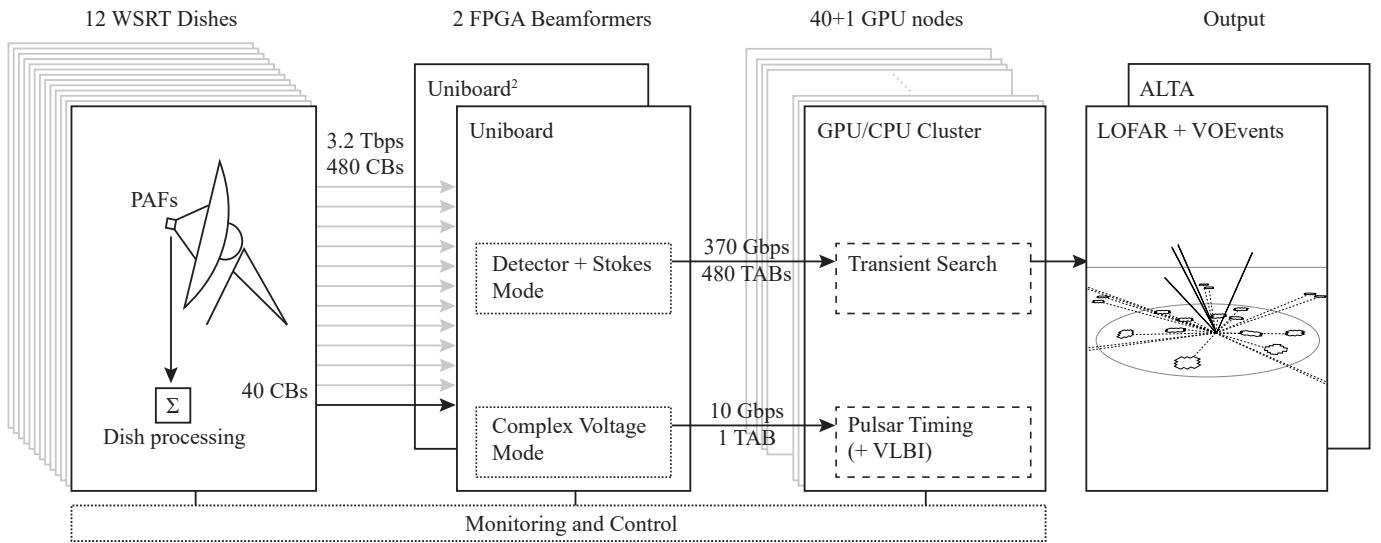 12 WSRT Dishes
2 FPGA Beamformers
40+1 GPU nodes
Output
Uniboard²
ALTA
Uniboard
GPU/CPU Cluster
LOFAR + VOEvents
3.2 Tbps
480 CBs
PAFs
370 Gbps
480 TABs
Detector + Stokes
Mode
Transient Search
40 CBs
Σ
Dish processing
10 Gbps
1 TAB
Complex Voltage
Mode
Pulsar Timing
(+ VLBI)
Monitoring and Control